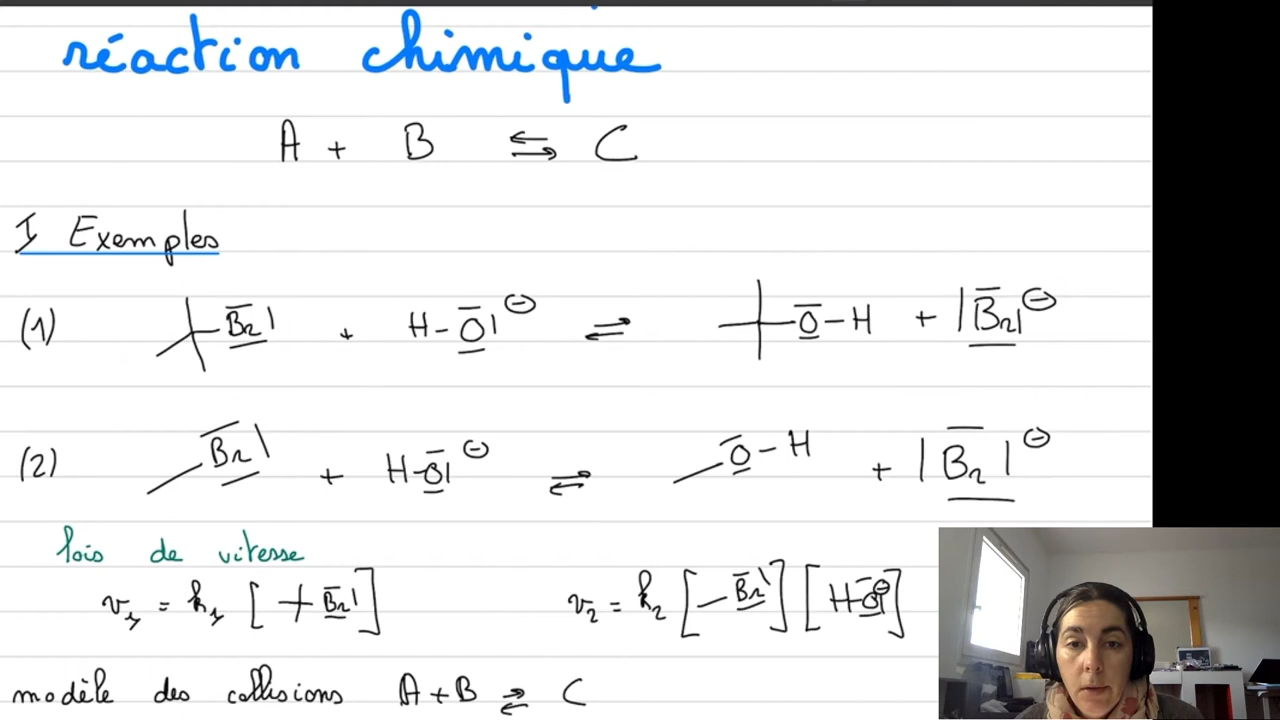 réaction chimique
A + B ⇆ C
I Exemples
(1) Br + H-O ⊖ ⇌ O-H + Br ⊖
(2) Br + H-O ⊖ ⇌ O-H + Br ⊖
lois de vitesse
v₁ = k₁ [ Br ] v₂ = k₂ [ Br ] [ H-O ⊖ ]
modèle des collisions A + B ⇌ C